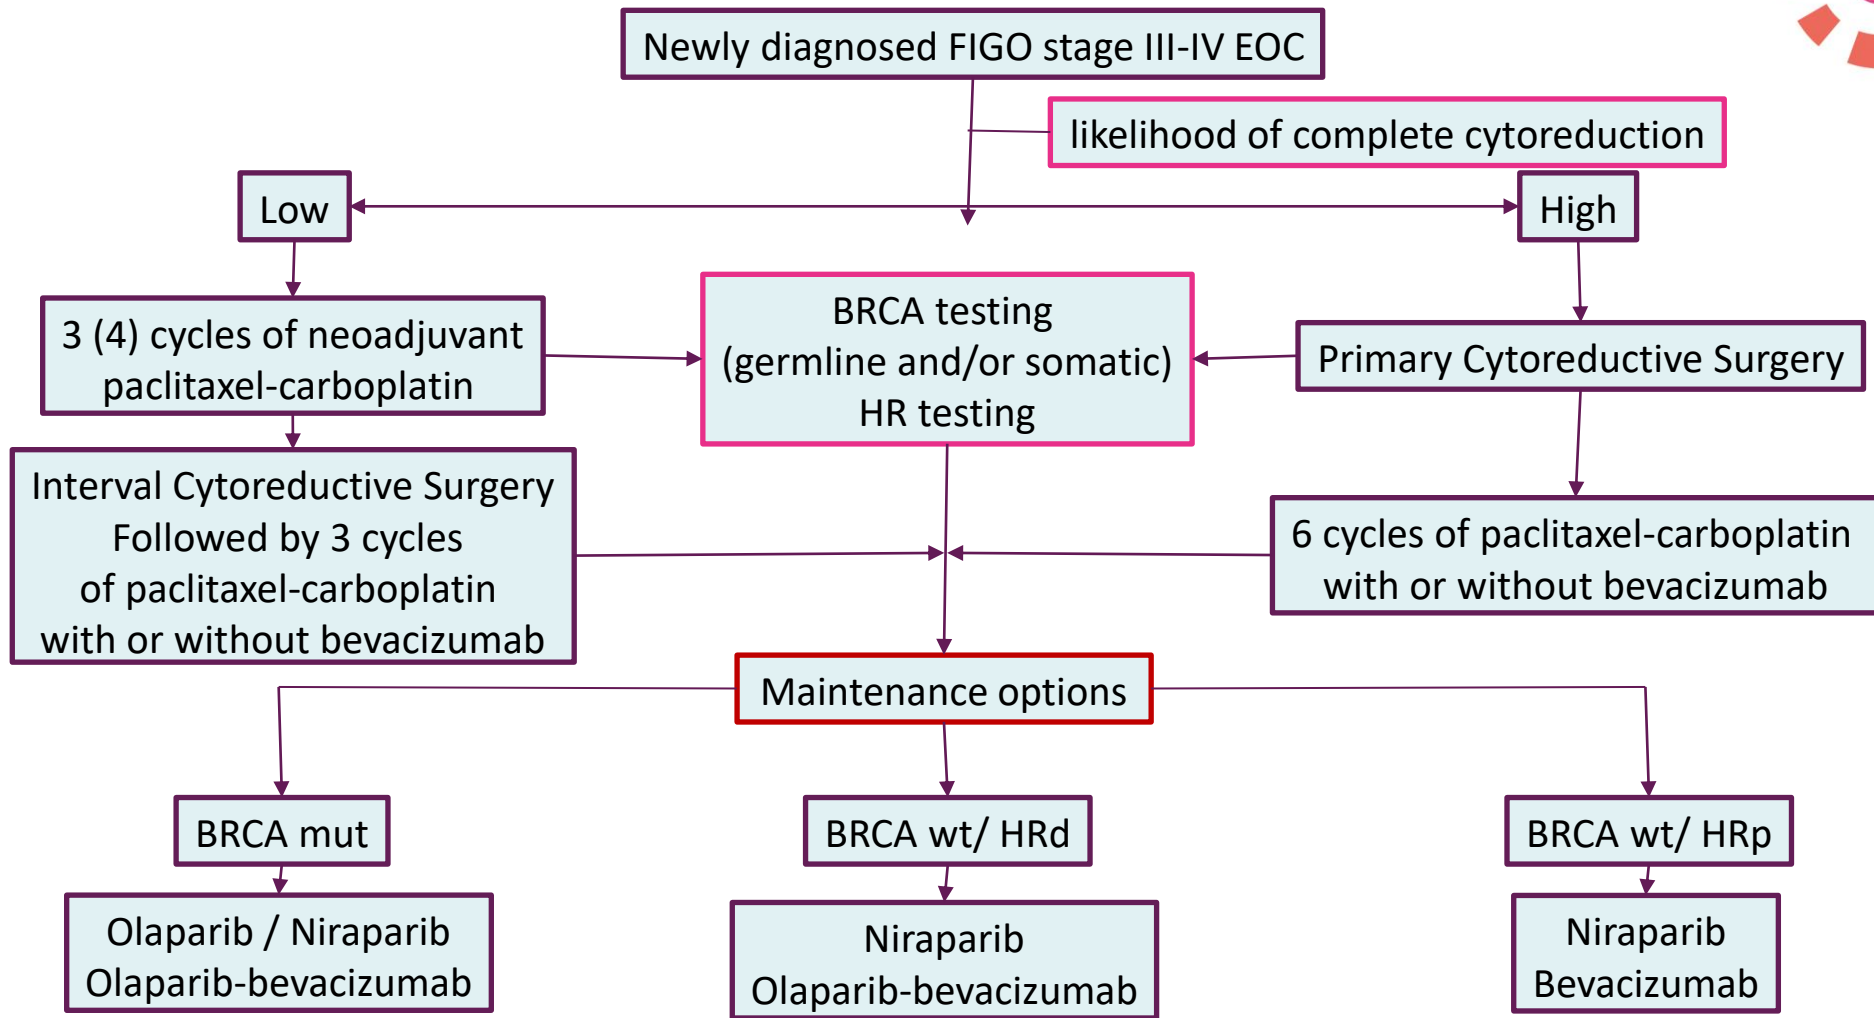 Newly diagnosed FIGO stage III-IV EOC
likelihood of complete cytoreduction
Low
High
3 (4) cycles of neoadjuvant
paclitaxel-carboplatin
BRCA testing
(germline and/or somatic)
HR testing
Primary Cytoreductive Surgery
Interval Cytoreductive Surgery
Followed by 3 cycles
of paclitaxel-carboplatin
with or without bevacizumab
6 cycles of paclitaxel-carboplatin
with or without bevacizumab
Maintenance options
BRCA mut
BRCA wt/ HRd
BRCA wt/ HRp
Olaparib / Niraparib
Olaparib-bevacizumab
Niraparib
Olaparib-bevacizumab
Niraparib
Bevacizumab